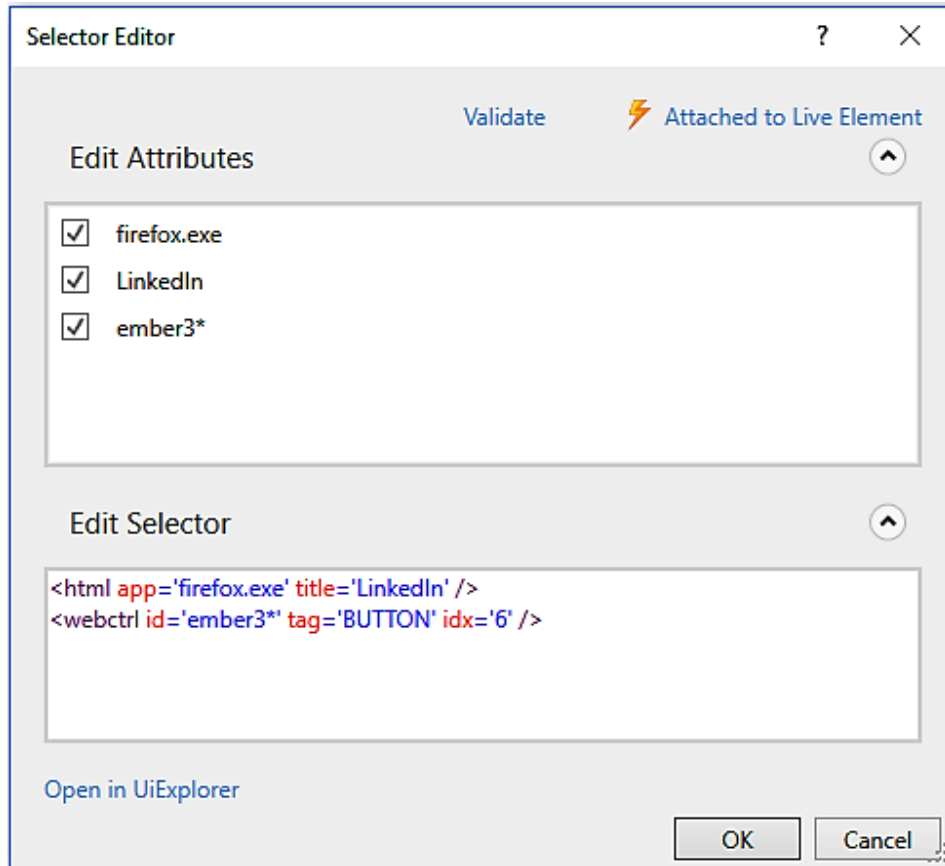 Selector Editor ?
Validate Attached to Live Element
Edit Attributes
firefox.exe
LinkedIn
ember3*
Edit Selector
<html app='firefox.exe' title='LinkedIn' />
<webctrl id='ember3*' tag='BUTTON' idx='6' />
Open in UiExplorer
OK Cancel